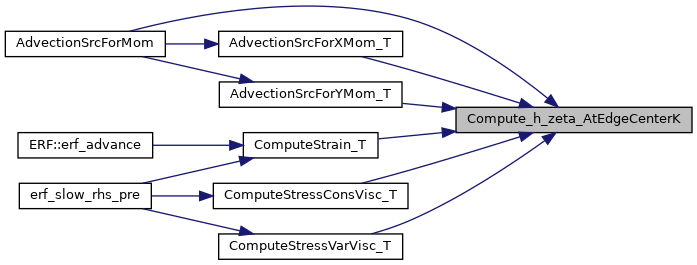 AdvectionSrcForMom
AdvectionSrcForXMom_T
AdvectionSrcForYMom_T
Compute_h_zeta_AtEdgeCenterK
ERF::erf_advance
ComputeStrain_T
erf_slow_rhs_pre
ComputeStressConsVisc_T
ComputeStressVarVisc_T